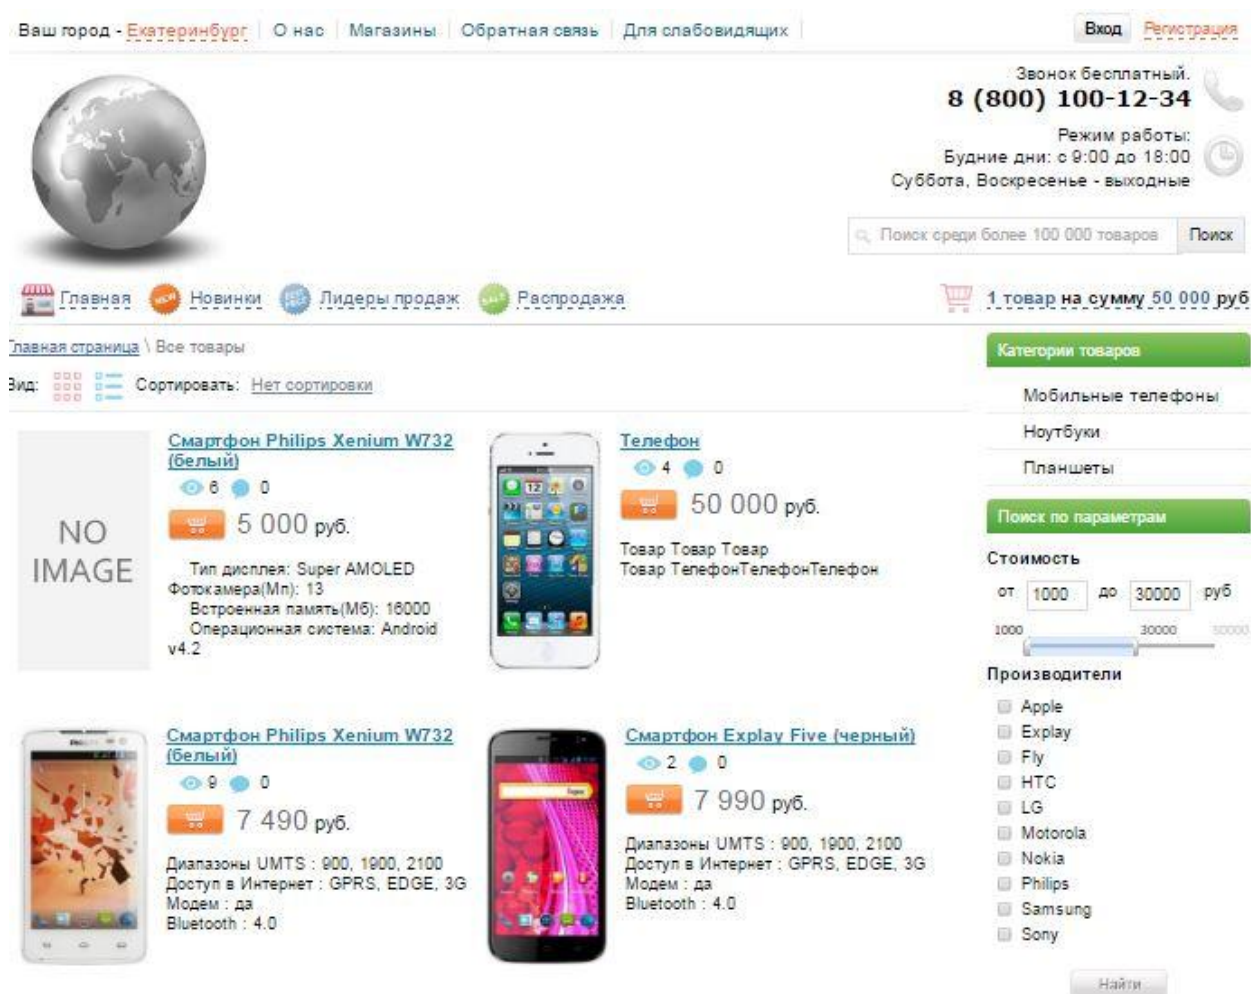 Ваш город - Екатеринбург О нас Магазины Обратная связь Для слабовидящих Вход Регистрация
Звонок бесплатный.
8 (800) 100-12-34
Режим работы:
Будние дни: с 9:00 до 18:00
Суббота, Воскресенье - выходные
Поиск среди более 100 000 товаров Поиск
Главная NEW Новинки Лидеры продаж SALE Распродажа 1 товар на сумму 50 000 руб
Главная страница \ Все товары
Вид: Сортировать: Нет сортировки
NO
IMAGE
Смартфон Philips Xenium W732
(белый)
6 0
5 000 руб.
Тип дисплея: Super AMOLED
Фотокамера(Мп): 13
Встроенная память(Мб): 16000
Операционная система: Android
v4.2
Телефон
4 0
50 000 руб.
Товар Товар Товар
Товар ТелефонТелефонТелефон
Смартфон Philips Xenium W732
(белый)
9 0
7 490 руб.
Диапазоны UMTS : 900, 1900, 2100
Доступ в Интернет : GPRS, EDGE, 3G
Модем : да
Bluetooth : 4.0
Смартфон Explay Five (черный)
2 0
7 990 руб.
Диапазоны UMTS : 900, 1900, 2100
Доступ в Интернет : GPRS, EDGE, 3G
Модем : да
Bluetooth : 4.0
Категории товаров
Мобильные телефоны
Ноутбуки
Планшеты
Поиск по параметрам
Стоимость
от 1000 до 30000 руб
1000 30000 50000
Производители
Apple
Explay
Fly
HTC
LG
Motorola
Nokia
Philips
Samsung
Sony
Найти